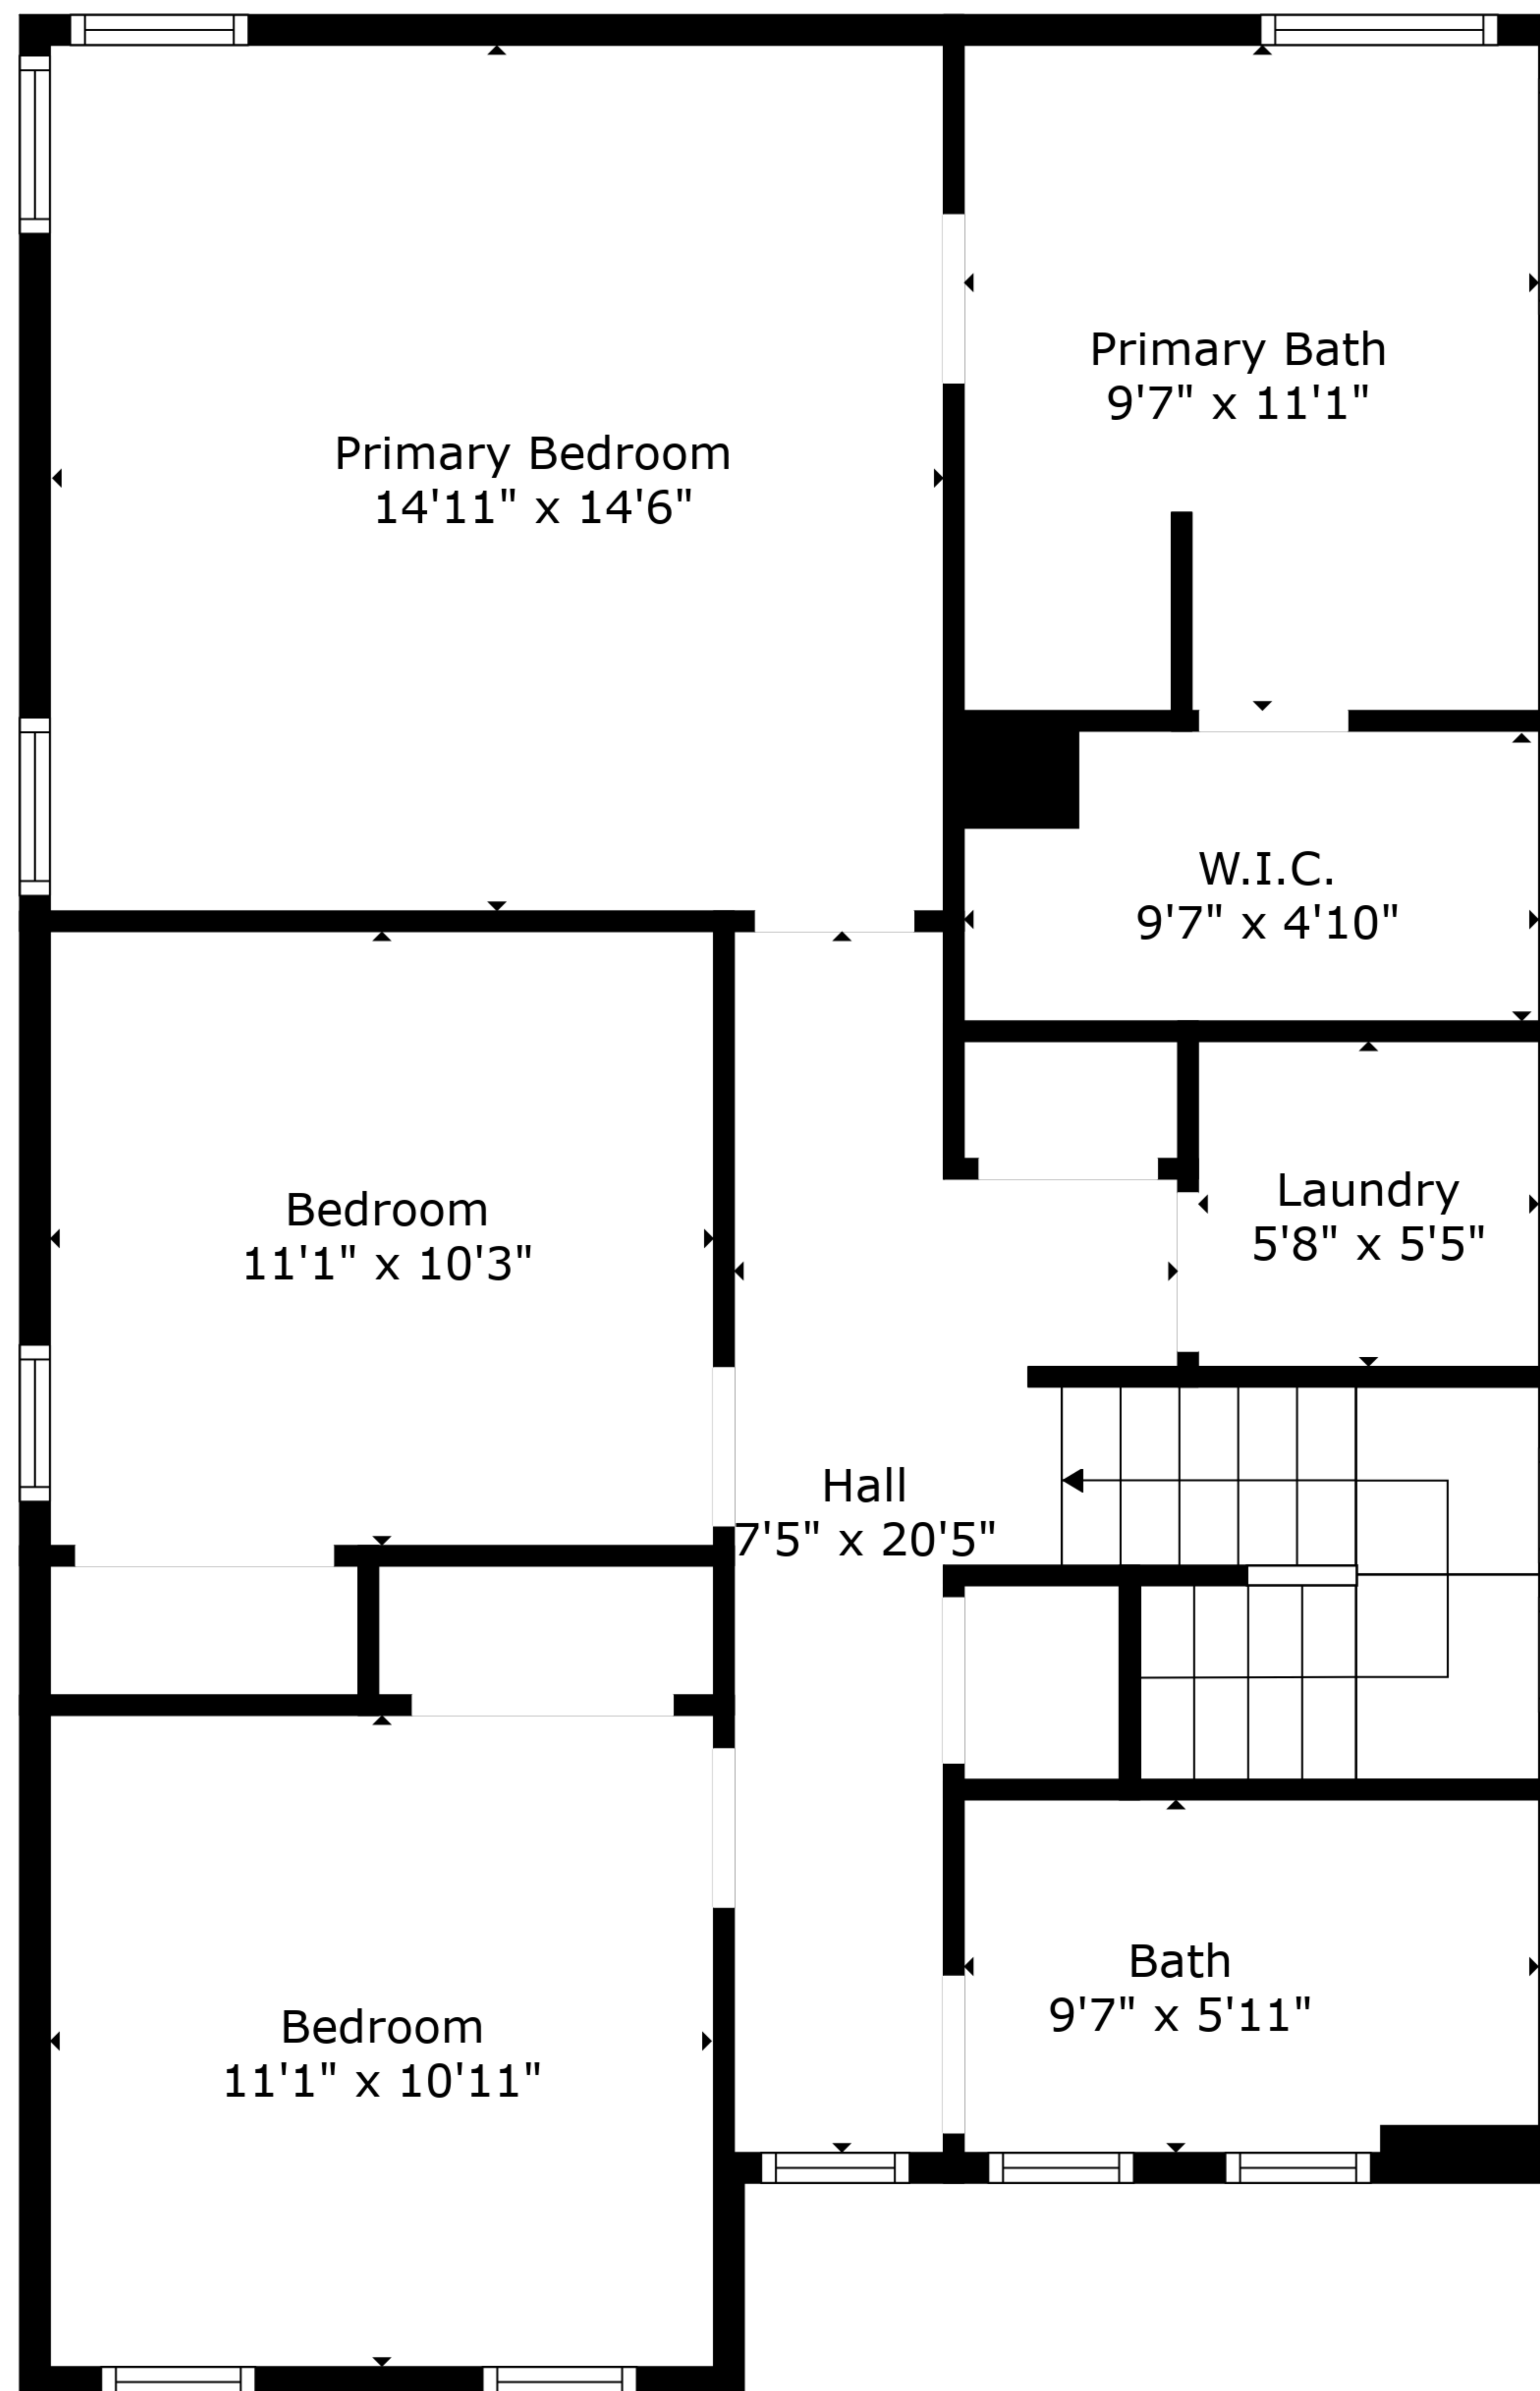 Primary Bath
9'7" x 11'1"
Primary Bedroom
14'11" x 14'6"
W.I.C.
9'7" x 4'10"
Laundry
5'8" x 5'5"
Bedroom
11'1" x 10'3"
Hall
7'5" x 20'5"
Bath
9'7" x 5'11"
Bedroom
11'1" x 10'11"